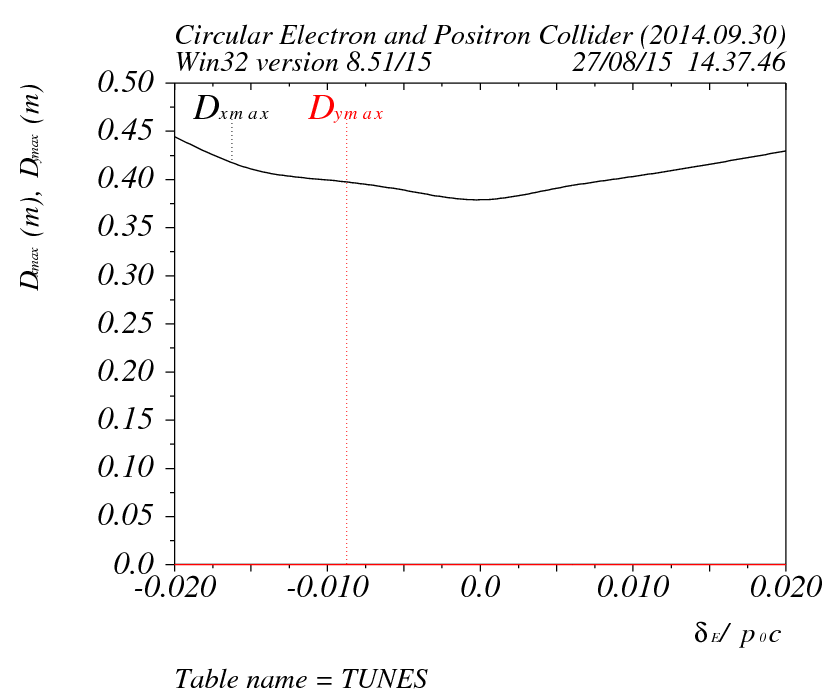 Circular Electron and Positron Collider (2014.09.30)
Win32 version 8.51/15 27/08/15 14.37.46
Dxmax (m), Dymax (m)
Dxmax Dymax
0.50
0.45
0.40
0.35
0.30
0.25
0.20
0.15
0.10
0.05
0.0
-0.020 -0.010 0.0 0.010 0.020
δE/ p0c
Table name = TUNES